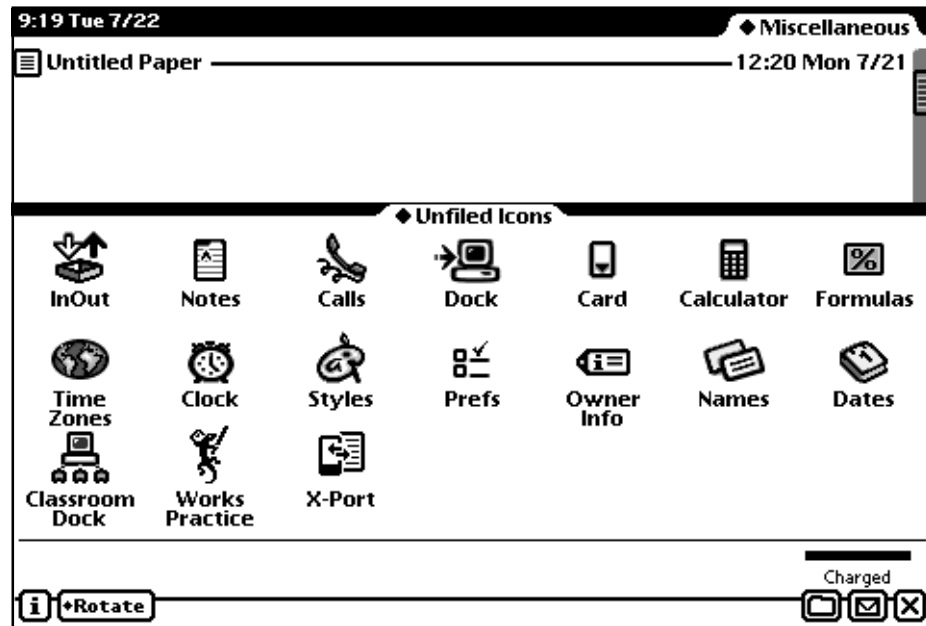 9:19 Tue 7/22
◆Miscellaneous
Untitled Paper
12:20 Mon 7/21
◆Unfiled Icons
InOut
Notes
Calls
Dock
Card
Calculator
Formulas
Time
Zones
Clock
Styles
Prefs
Owner
Info
Names
Dates
Classroom
Dock
Works
Practice
X-Port
Charged
i
◆Rotate